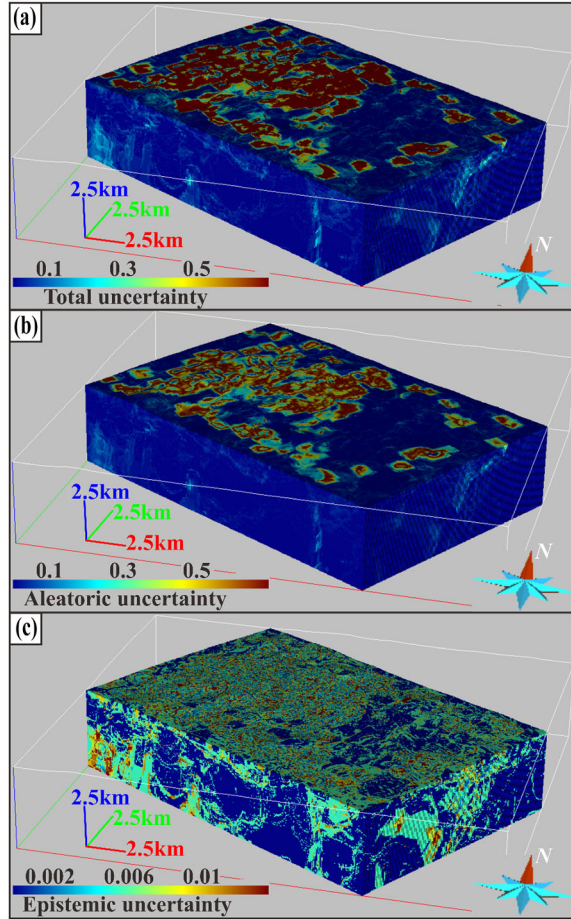 (a)
N
2.5km
2.5km
2.5km
0.1 0.3 0.5
Total uncertainty
(b)
N
2.5km
2.5km
2.5km
0.1 0.3 0.5
Aleatoric uncertainty
(c)
N
2.5km
2.5km
2.5km
0.002 0.006 0.01
Epistemic uncertainty